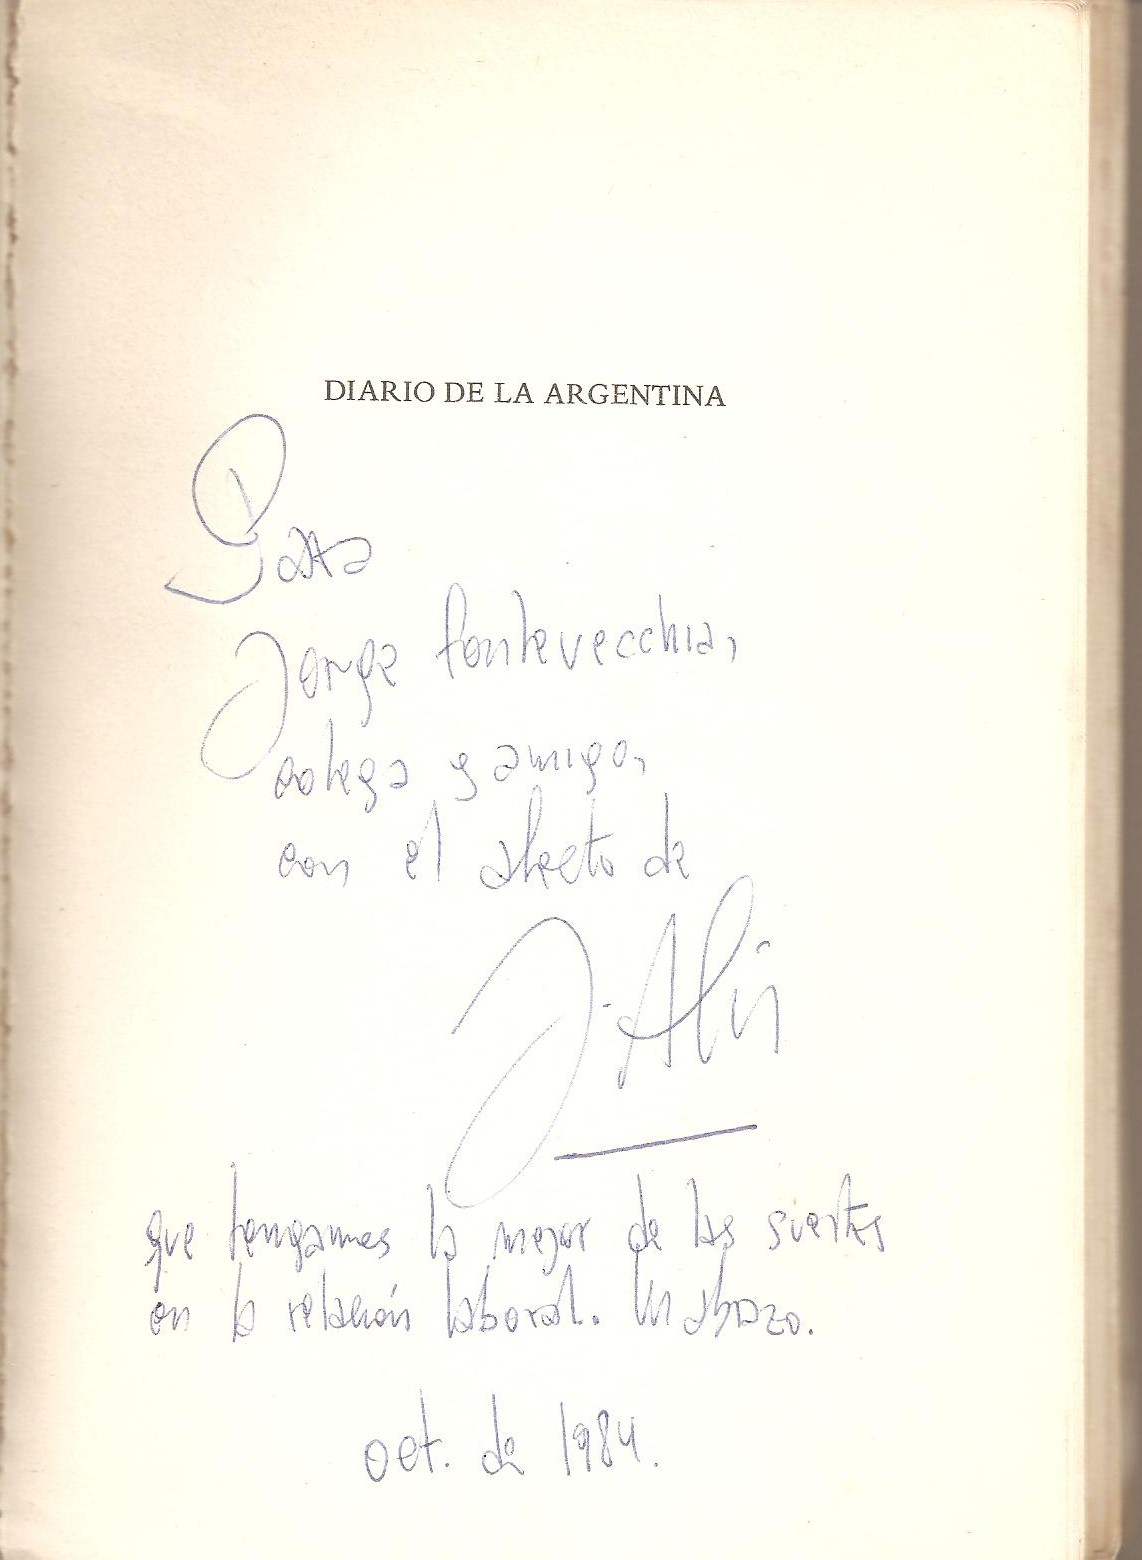 DIARIO DE LA ARGENTINA
Para
Jorge Fontevecchia,
colega y amigo,
con el afecto de
J. Asís
que tengamos la mejor de las suertes
en la relación laboral. Un abrazo.
oct. de 1984.